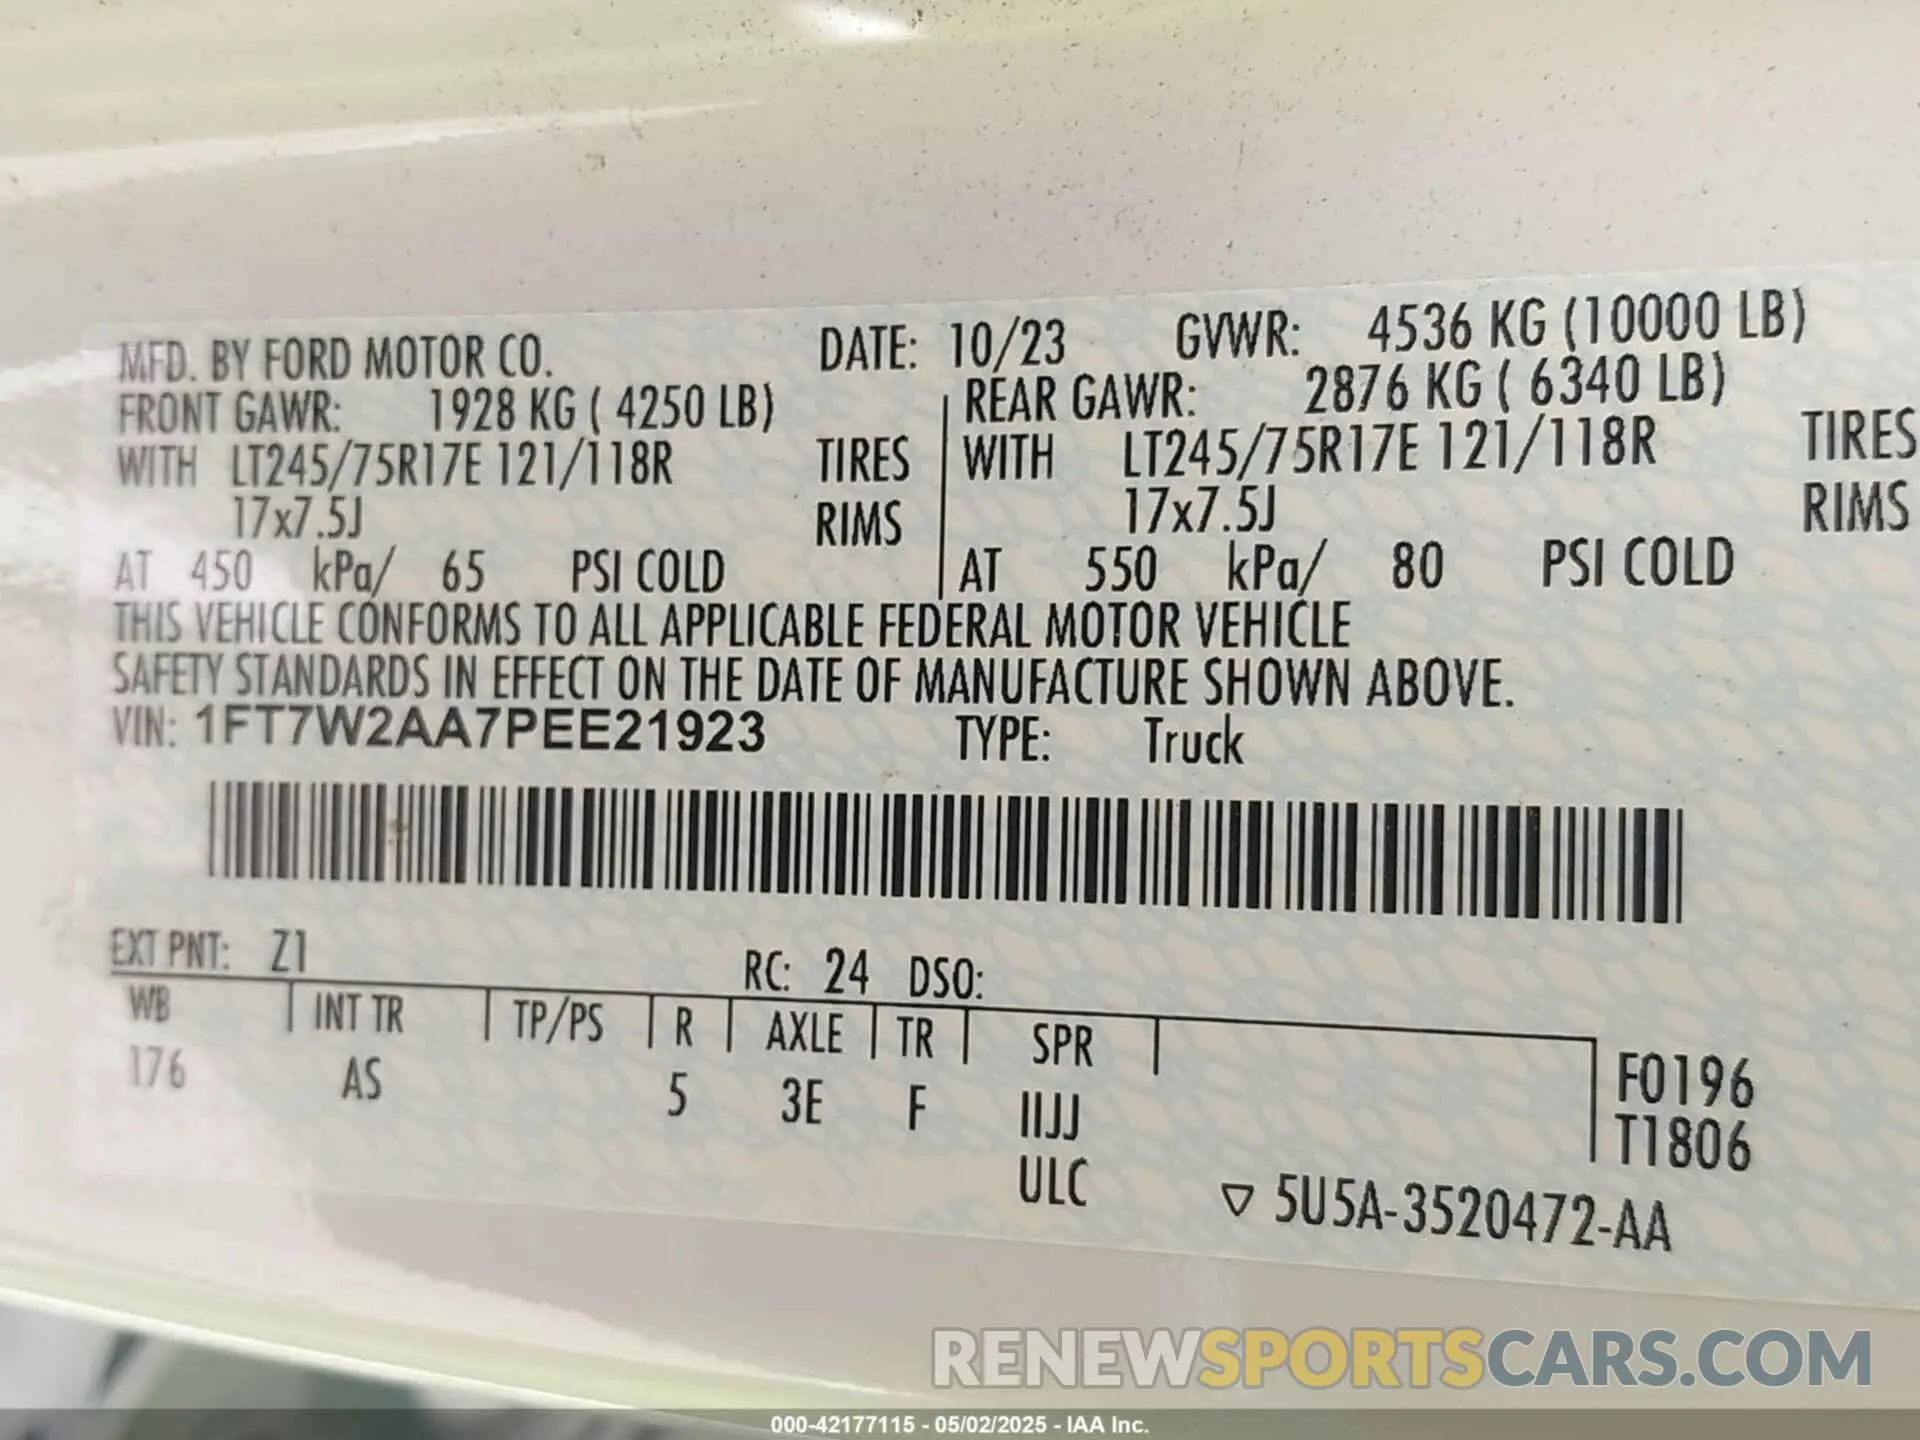 MFD. BY FORD MOTOR CO. DATE: 10/23 GVWR: 4536 KG (10000 LB)
FRONT GAWR: 1928 KG ( 4250 LB) REAR GAWR: 2876 KG ( 6340 LB)
WITH LT245/75R17E 121/118R TIRES WITH LT245/75R17E 121/118R TIRES
17x7.5J RIMS 17x7.5J RIMS
AT 450 kPa/ 65 PSI COLD AT 550 kPa/ 80 PSI COLD
THIS VEHICLE CONFORMS TO ALL APPLICABLE FEDERAL MOTOR VEHICLE
SAFETY STANDARDS IN EFFECT ON THE DATE OF MANUFACTURE SHOWN ABOVE.
VIN: 1FT7W2AA7PEE21923 TYPE: Truck
EXT PNT: Z1 RC: 24 DSO:
WB INT TR TP/PS R AXLE TR SPR
176 AS 5 3E F IIJJ F0196
ULC T1806
▽ 5U5A-3520472-AA
RENEWSPORTSCARS.COM
000-42177115 - 05/02/2025 - IAA Inc.